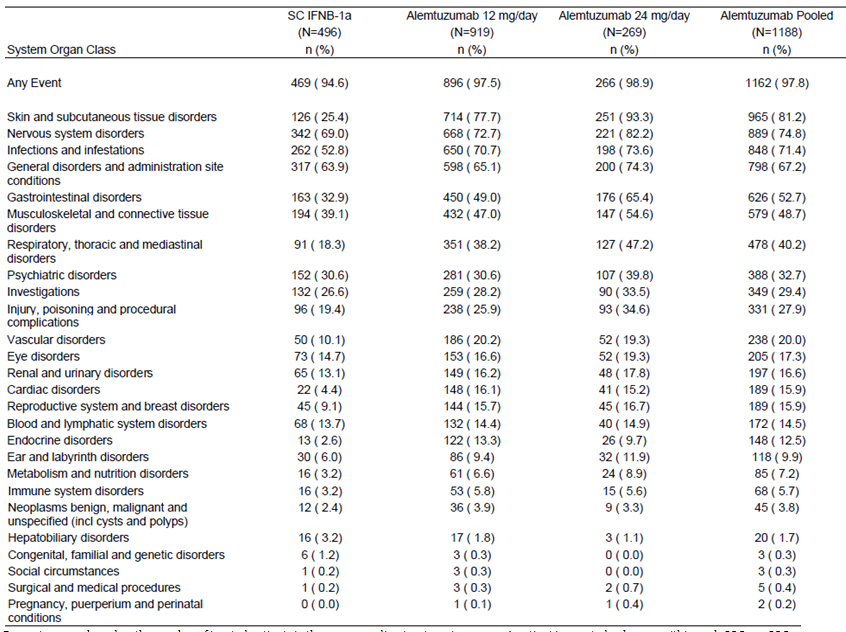 SC IFNB-1a Alemtuzumab 12 mg/day Alemtuzumab 24 mg/day Alemtuzumab Pooled
(N=496) (N=919) (N=269) (N=1188)
System Organ Class n (%) n (%) n (%) n (%)
Any Event 469 ( 94.6) 896 ( 97.5) 266 ( 98.9) 1162 ( 97.8)
Skin and subcutaneous tissue disorders 126 ( 25.4) 714 ( 77.7) 251 ( 93.3) 965 ( 81.2)
Nervous system disorders 342 ( 69.0) 668 ( 72.7) 221 ( 82.2) 889 ( 74.8)
Infections and infestations 262 ( 52.8) 650 ( 70.7) 198 ( 73.6) 848 ( 71.4)
General disorders and administration site 317 ( 63.9) 598 ( 65.1) 200 ( 74.3) 798 ( 67.2)
conditions
Gastrointestinal disorders 163 ( 32.9) 450 ( 49.0) 176 ( 65.4) 626 ( 52.7)
Musculoskeletal and connective tissue 194 ( 39.1) 432 ( 47.0) 147 ( 54.6) 579 ( 48.7)
disorders
Respiratory, thoracic and mediastinal 91 ( 18.3) 351 ( 38.2) 127 ( 47.2) 478 ( 40.2)
disorders
Psychiatric disorders 152 ( 30.6) 281 ( 30.6) 107 ( 39.8) 388 ( 32.7)
Investigations 132 ( 26.6) 259 ( 28.2) 90 ( 33.5) 349 ( 29.4)
Injury, poisoning and procedural 96 ( 19.4) 238 ( 25.9) 93 ( 34.6) 331 ( 27.9)
complications
Vascular disorders 50 ( 10.1) 186 ( 20.2) 52 ( 19.3) 238 ( 20.0)
Eye disorders 73 ( 14.7) 153 ( 16.6) 52 ( 19.3) 205 ( 17.3)
Renal and urinary disorders 65 ( 13.1) 149 ( 16.2) 48 ( 17.8) 197 ( 16.6)
Cardiac disorders 22 ( 4.4) 148 ( 16.1) 41 ( 15.2) 189 ( 15.9)
Reproductive system and breast disorders 45 ( 9.1) 144 ( 15.7) 45 ( 16.7) 189 ( 15.9)
Blood and lymphatic system disorders 68 ( 13.7) 132 ( 14.4) 40 ( 14.9) 172 ( 14.5)
Endocrine disorders 13 ( 2.6) 122 ( 13.3) 26 ( 9.7) 148 ( 12.5)
Ear and labyrinth disorders 30 ( 6.0) 86 ( 9.4) 32 ( 11.9) 118 ( 9.9)
Metabolism and nutrition disorders 16 ( 3.2) 61 ( 6.6) 24 ( 8.9) 85 ( 7.2)
Immune system disorders 16 ( 3.2) 53 ( 5.8) 15 ( 5.6) 68 ( 5.7)
Neoplasms benign, malignant and 12 ( 2.4) 36 ( 3.9) 9 ( 3.3) 45 ( 3.8)
unspecified (incl cysts and polyps)
Hepatobiliary disorders 16 ( 3.2) 17 ( 1.8) 3 ( 1.1) 20 ( 1.7)
Congenital, familial and genetic disorders 6 ( 1.2) 3 ( 0.3) 0 ( 0.0) 3 ( 0.3)
Social circumstances 1 ( 0.2) 3 ( 0.3) 0 ( 0.0) 3 ( 0.3)
Surgical and medical procedures 1 ( 0.2) 3 ( 0.3) 2 ( 0.7) 5 ( 0.4)
Pregnancy, puerperium and perinatal 0 ( 0.0) 1 ( 0.1) 1 ( 0.4) 2 ( 0.2)
conditions